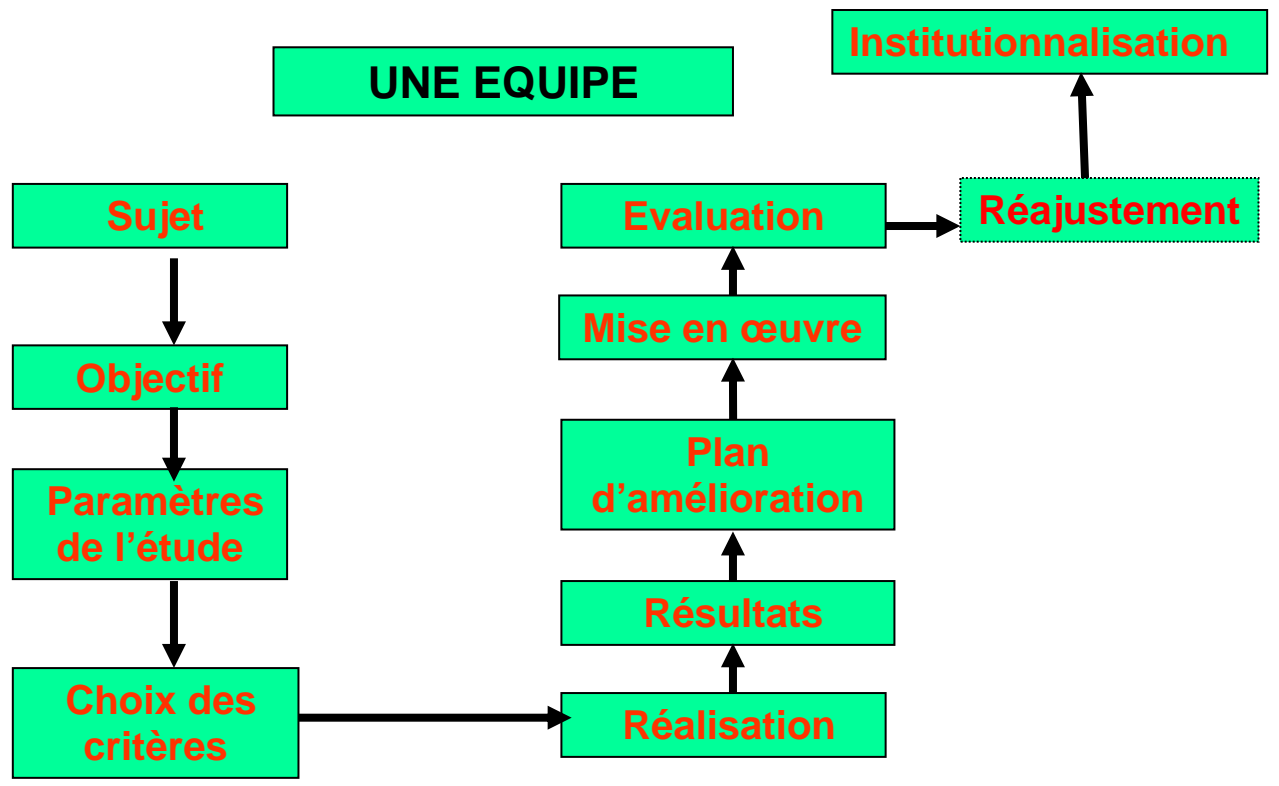 UNE EQUIPE
Sujet
Objectif
Paramètres
de l’étude
Choix des
critères
Réalisation
Résultats
Plan
d’amélioration
Mise en œuvre
Evaluation
Réajustement
Institutionnalisation